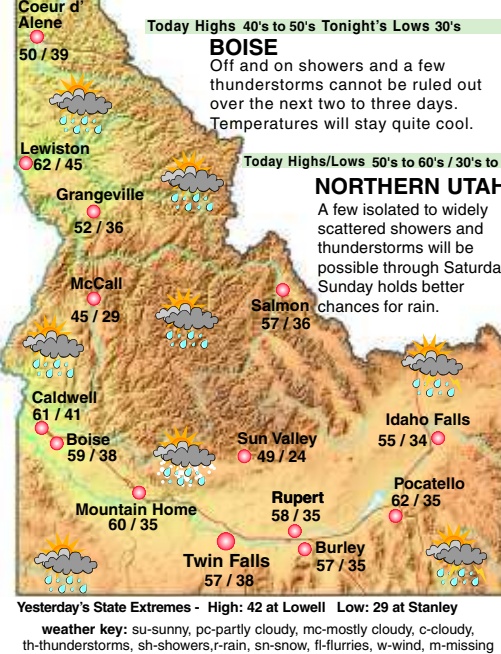 Coeur d'
Alene
50 / 39
Today Highs 40's to 50's Tonight's Lows 30's
BOISE
Off and on showers and a few
thunderstorms cannot be ruled out
over the next two to three days.
Temperatures will stay quite cool.
Lewiston
62 / 45
Today Highs/Lows 50's to 60's / 30's to
NORTHERN UTAH
A few isolated to widely
scattered showers and
thunderstorms will be
possible through Saturda
Sunday holds better
chances for rain.
Grangeville
52 / 36
McCall
45 / 29
Salmon
57 / 36
Caldwell
61 / 41
Boise
59 / 38
Sun Valley
49 / 24
Idaho Falls
55 / 34
Mountain Home
60 / 35
Rupert
58 / 35
Pocatello
62 / 35
Twin Falls
57 / 38
Burley
57 / 35
Yesterday's State Extremes - High: 42 at Lowell Low: 29 at Stanley
weather key: su-sunny, pc-partly cloudy, mc-mostly cloudy, c-cloudy,
th-thunderstorms, sh-showers,r-rain, sn-snow, fl-flurries, w-wind, m-missing